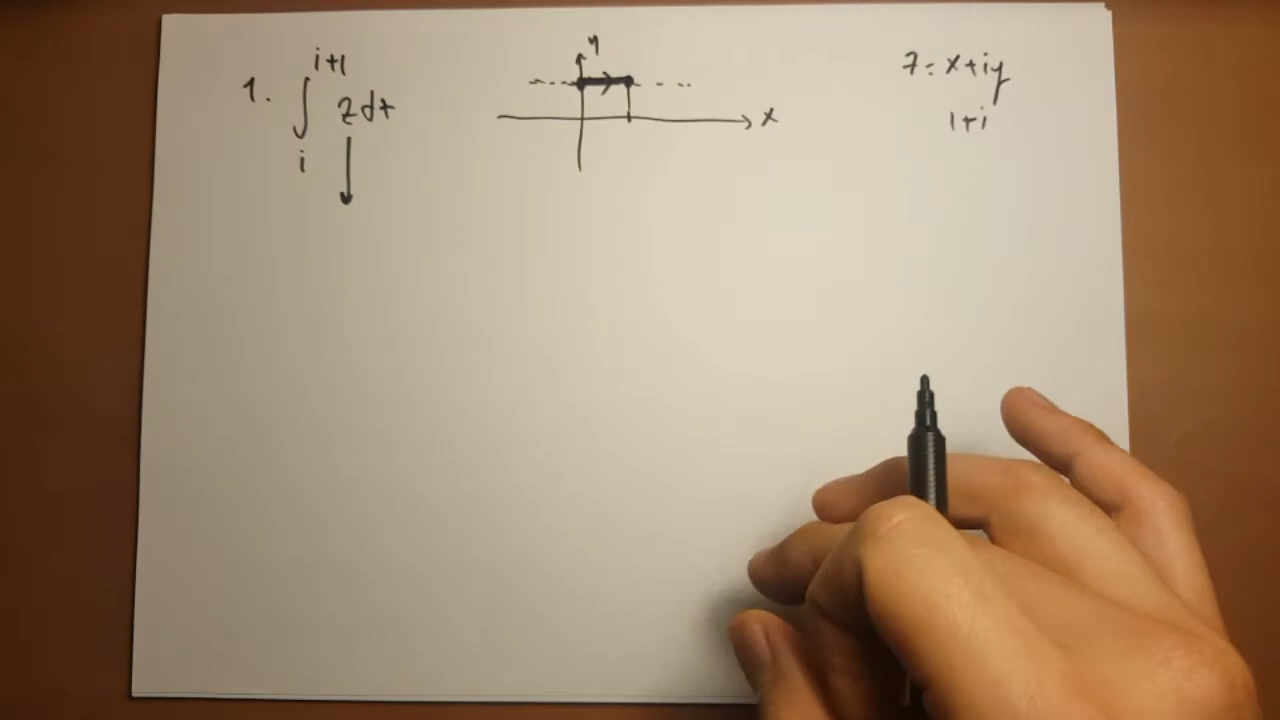 1. ∫ z dz
i+1
i
y
x
z = x+iy
1+i